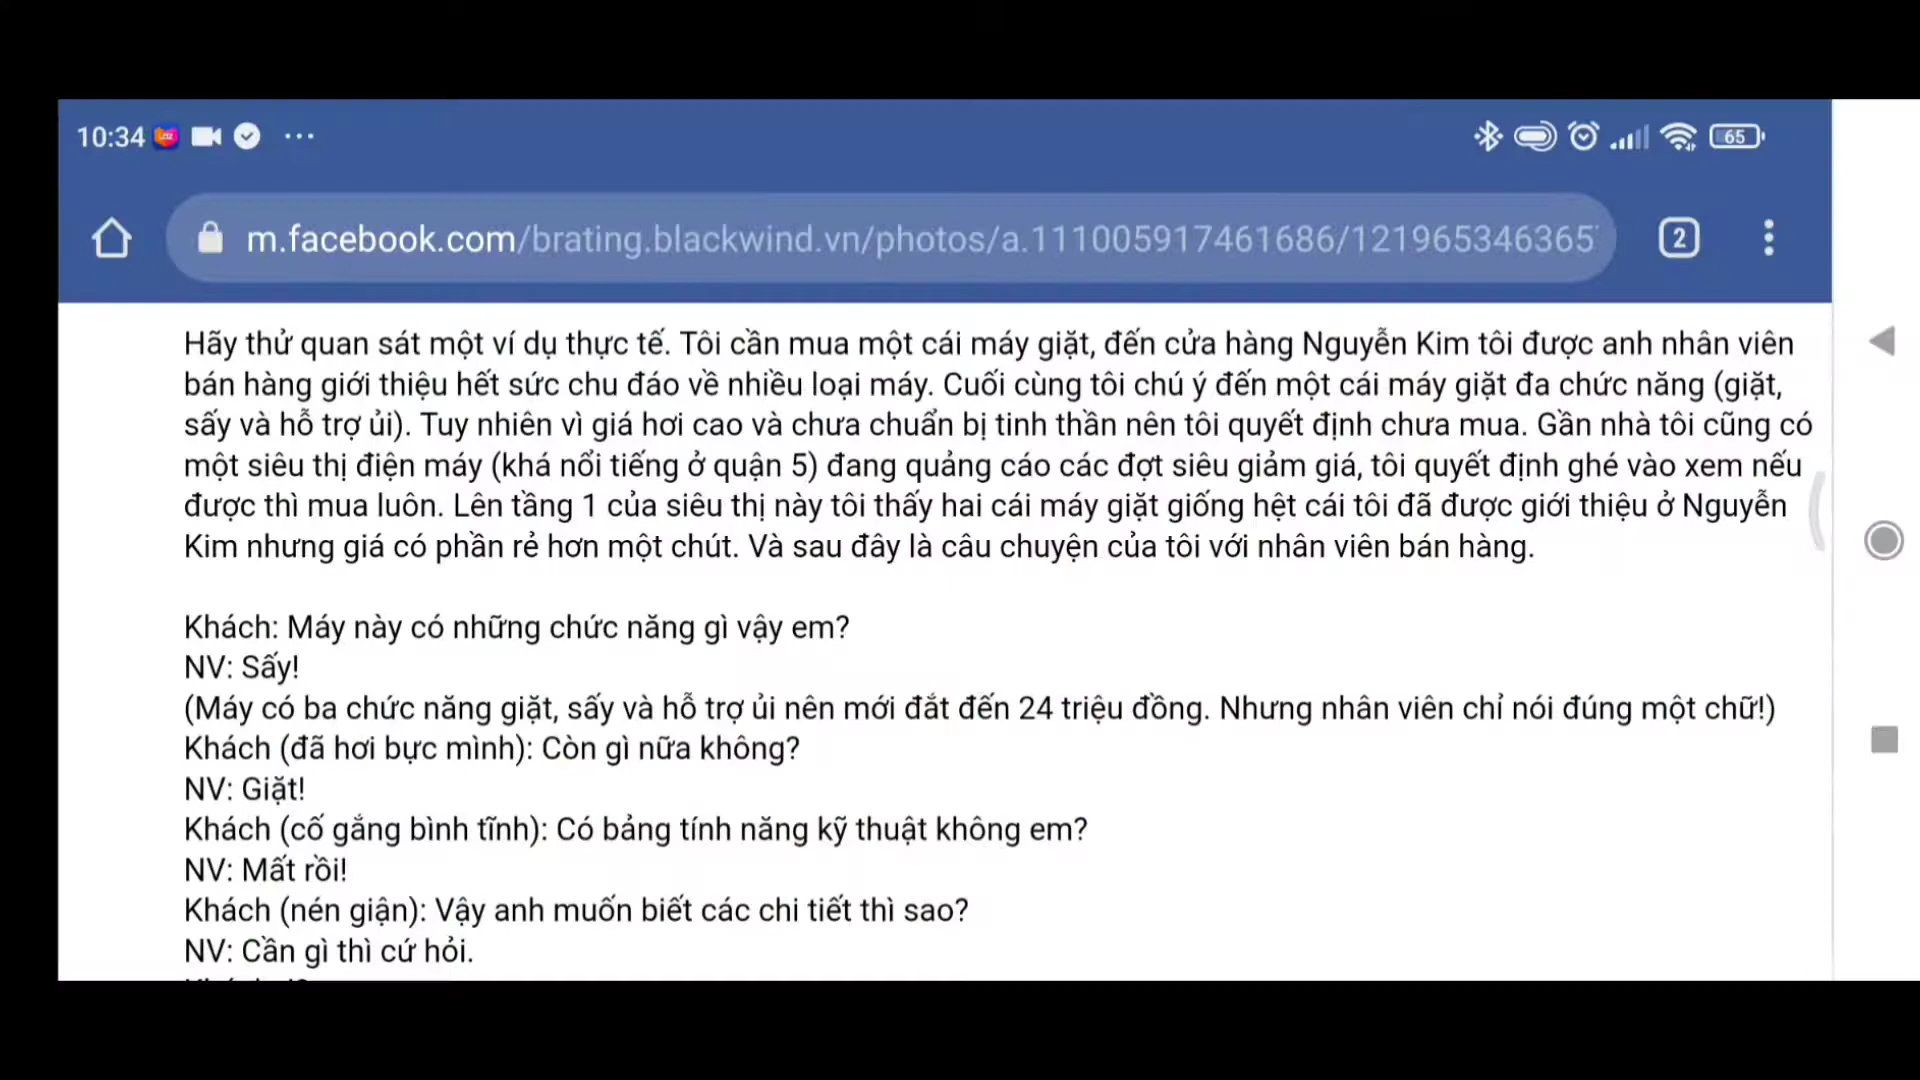 10:34
65
m.facebook.com/brating.blackwind.vn/photos/a.111005917461686/121965346365
2
Hãy thử quan sát một ví dụ thực tế. Tôi cần mua một cái máy giặt, đến cửa hàng Nguyễn Kim tôi được anh nhân viên
bán hàng giới thiệu hết sức chu đáo về nhiều loại máy. Cuối cùng tôi chú ý đến một cái máy giặt đa chức năng (giặt,
sấy và hỗ trợ ủi). Tuy nhiên vì giá hơi cao và chưa chuẩn bị tinh thần nên tôi quyết định chưa mua. Gần nhà tôi cũng có
một siêu thị điện máy (khá nổi tiếng ở quận 5) đang quảng cáo các đợt siêu giảm giá, tôi quyết định ghé vào xem nếu
được thì mua luôn. Lên tầng 1 của siêu thị này tôi thấy hai cái máy giặt giống hệt cái tôi đã được giới thiệu ở Nguyễn
Kim nhưng giá có phần rẻ hơn một chút. Và sau đây là câu chuyện của tôi với nhân viên bán hàng.
Khách: Máy này có những chức năng gì vậy em?
NV: Sấy!
(Máy có ba chức năng giặt, sấy và hỗ trợ ủi nên mới đắt đến 24 triệu đồng. Nhưng nhân viên chỉ nói đúng một chữ!)
Khách (đã hơi bực mình): Còn gì nữa không?
NV: Giặt!
Khách (cố gắng bình tĩnh): Có bảng tính năng kỹ thuật không em?
NV: Mất rồi!
Khách (nén giận): Vậy anh muốn biết các chi tiết thì sao?
NV: Cần gì thì cứ hỏi.